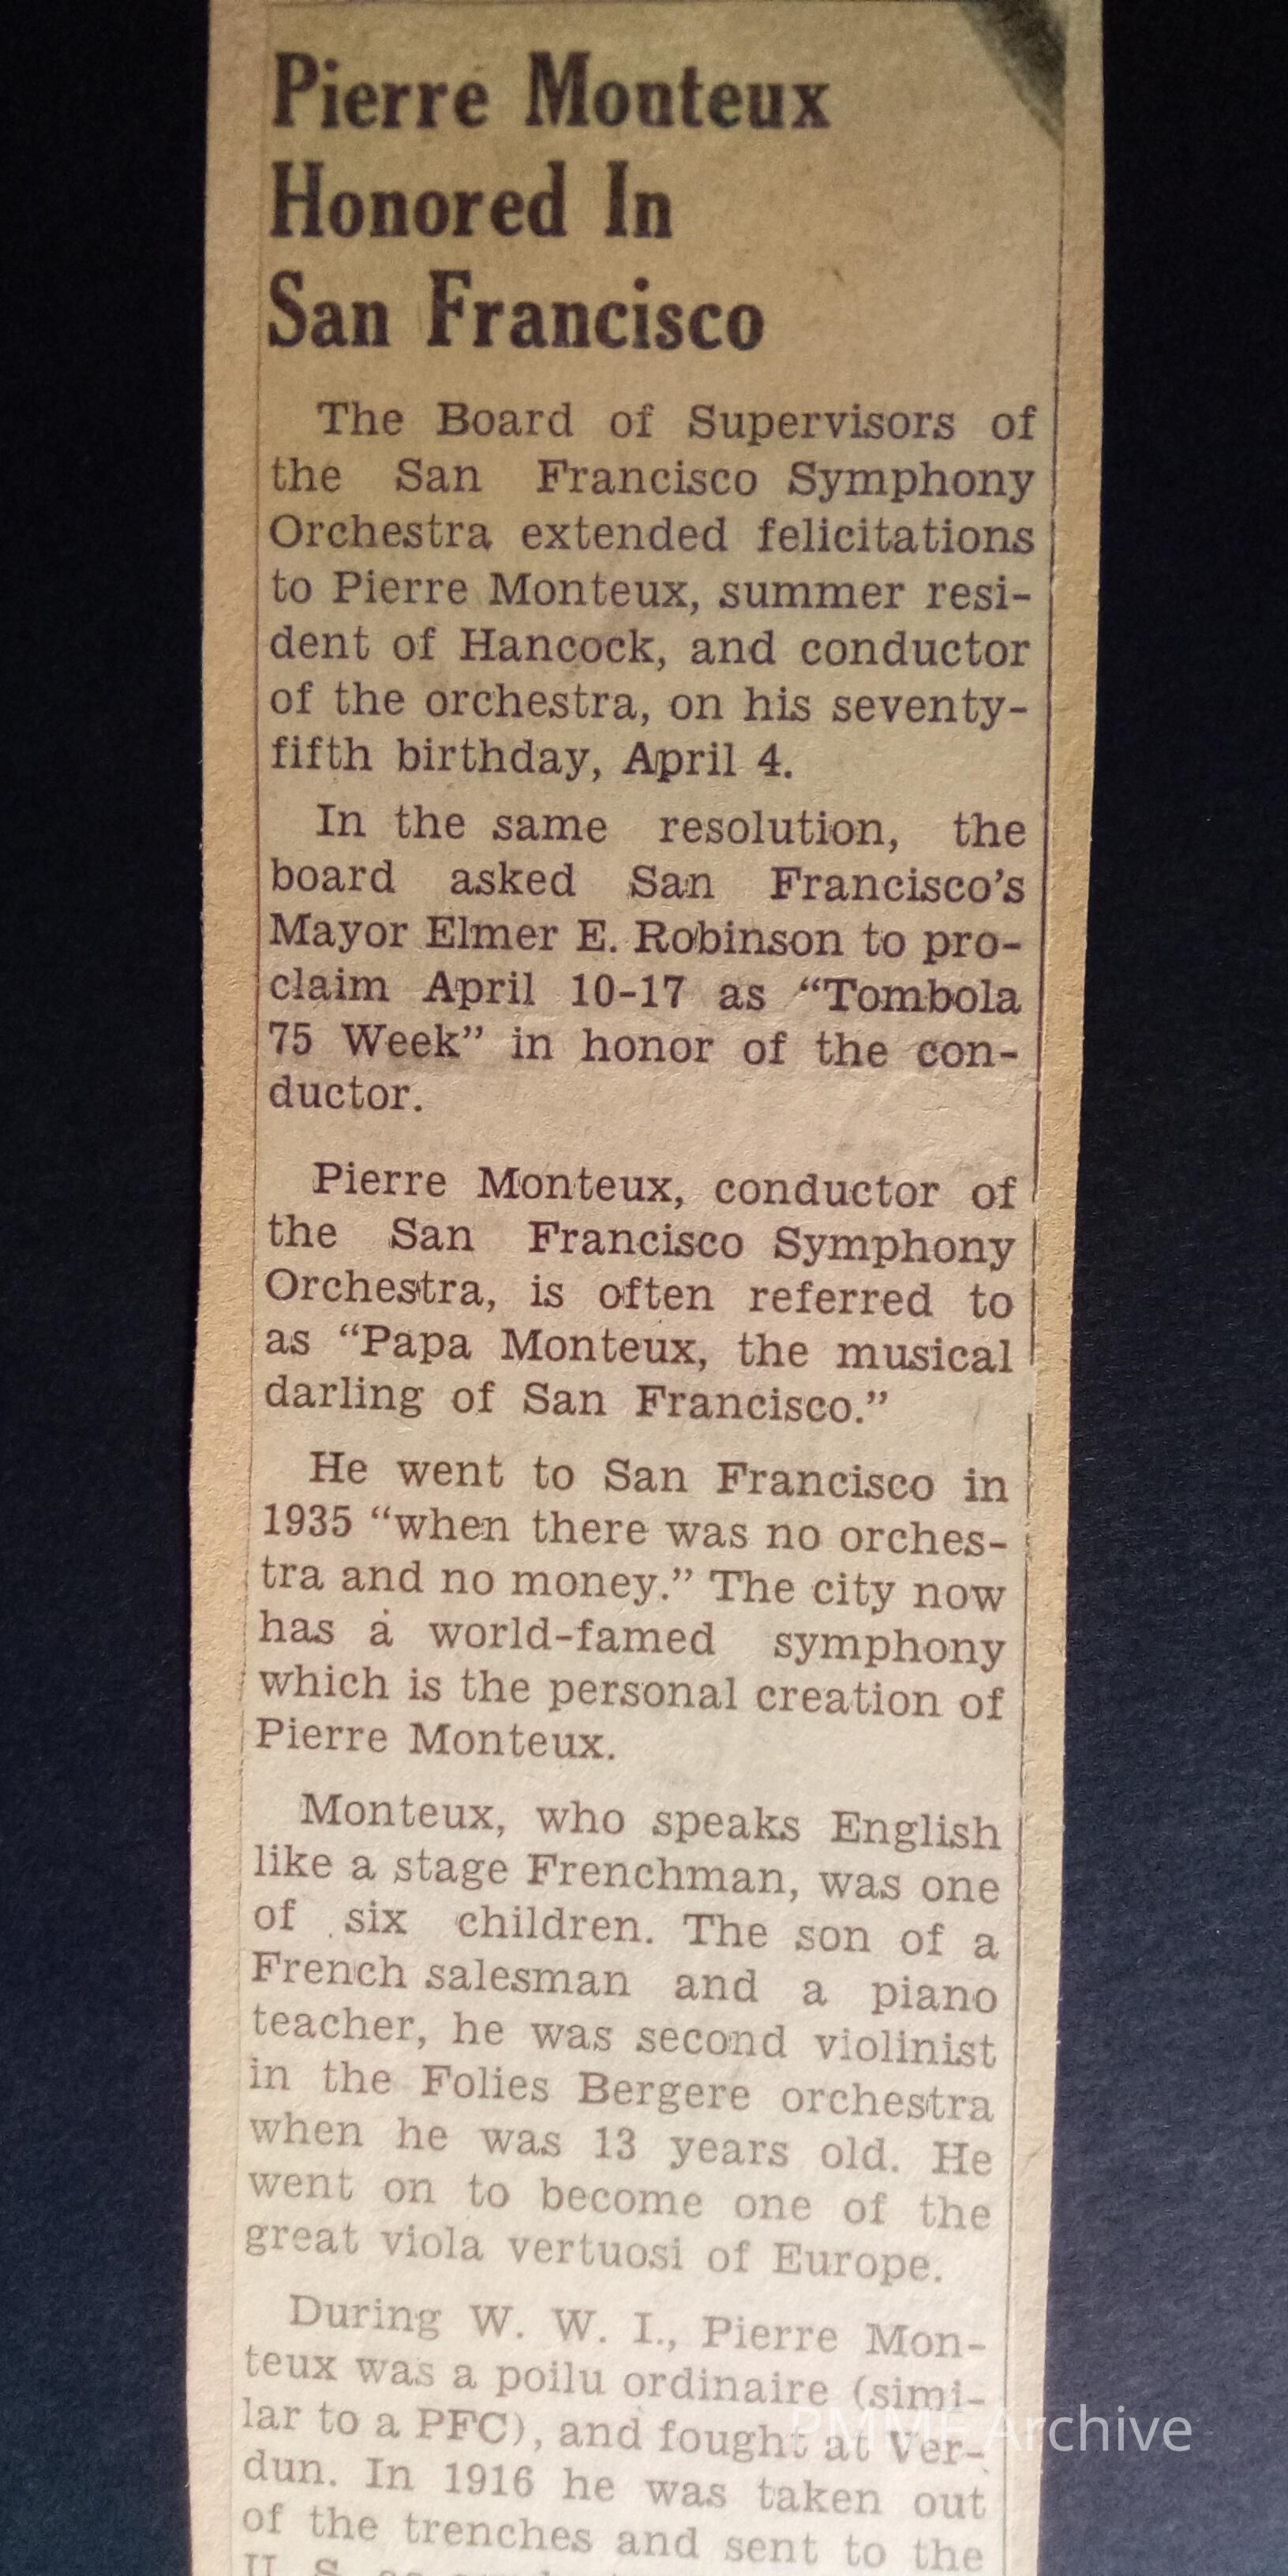 Pierre Monteux
Honored In
San Francisco
The Board of Supervisors of
the San Francisco Symphony
Orchestra extended felicitations
to Pierre Monteux, summer resi-
dent of Hancock, and conductor
of the orchestra, on his seventy-
fifth birthday, April 4.
In the same resolution, the
board asked San Francisco’s
Mayor Elmer E. Robinson to pro-
claim April 10-17 as “Tombola
75 Week” in honor of the con-
ductor.
Pierre Monteux, conductor of
the San Francisco Symphony
Orchestra, is often referred to
as “Papa Monteux, the musical
darling of San Francisco.”
He went to San Francisco in
1935 “when there was no orches-
tra and no money.” The city now
has a world-famed symphony
which is the personal creation of
Pierre Monteux.
Monteux, who speaks English
like a stage Frenchman, was one
of six children. The son of a
French salesman and a piano
teacher, he was second violinist
in the Folies Bergere orchestra
when he was 13 years old. He
went on to become one of the
great viola vertuosi of Europe.
During W. W. I., Pierre Mon-
teux was a poilu ordinaire (simi-
lar to a PFC), and fought at Ver-
dun. In 1916 he was taken out
of the trenches and sent to the
U. S.
Archive